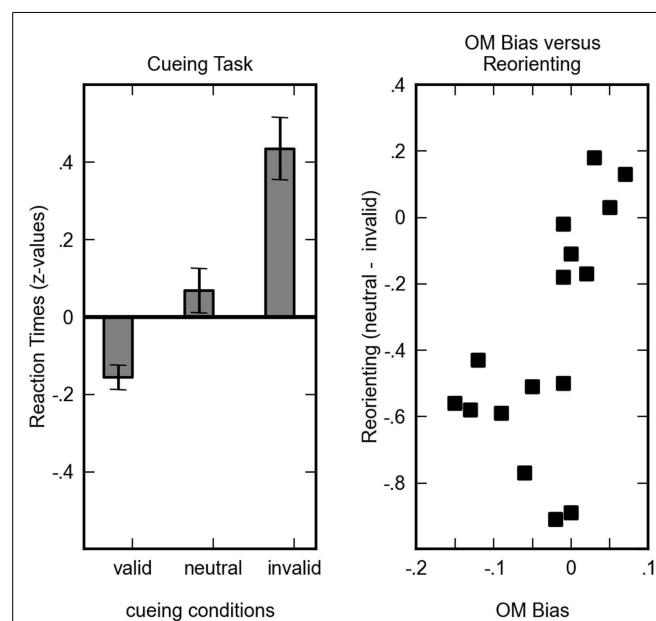 Cueing Task
Reaction Times (z-values)
.4
.2
0
-.2
-.4
valid neutral invalid
cueing conditions
OM Bias versus
Reorienting
Reorienting (neutral - invalid)
.4
.2
0
-.2
-.4
-.6
-.8
-.2 -.1 0 .1
OM Bias